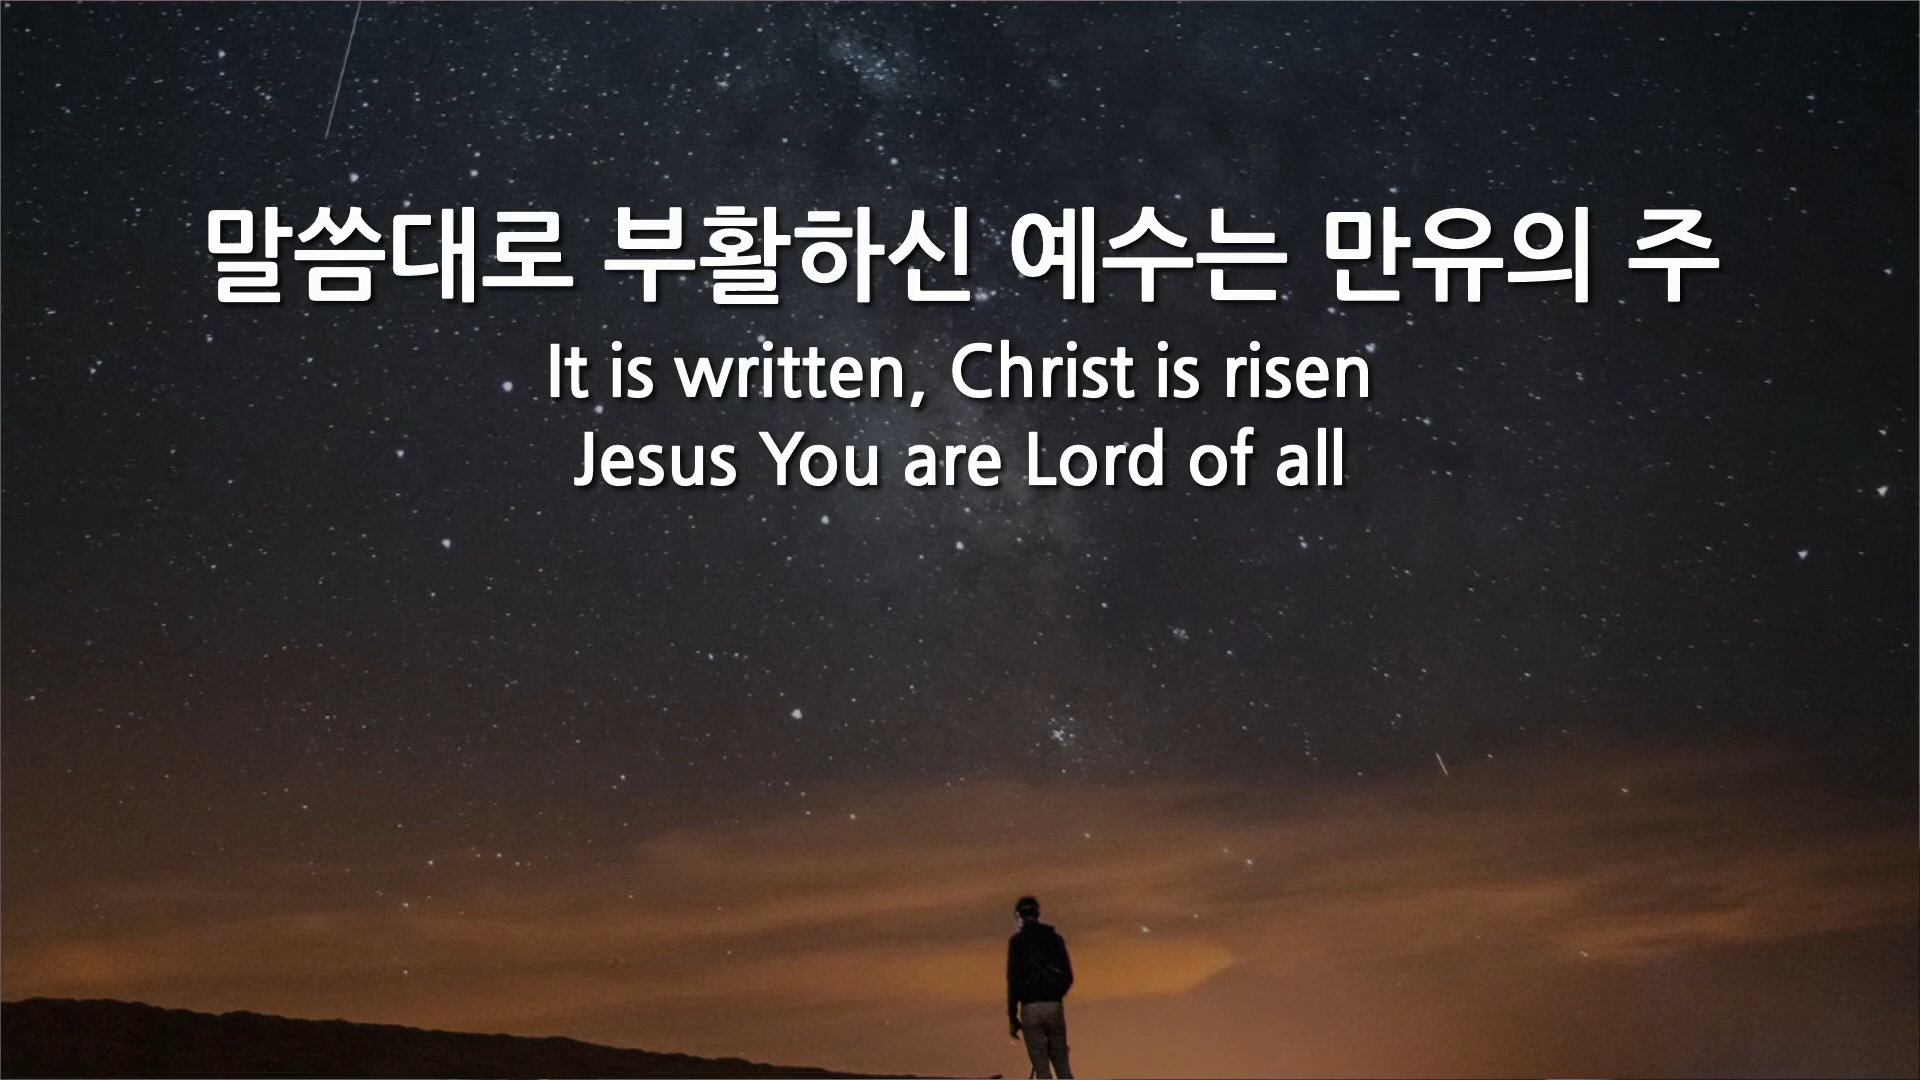 말씀대로 부활하신 예수는 만유의 주
It is written, Christ is risen
Jesus You are Lord of all